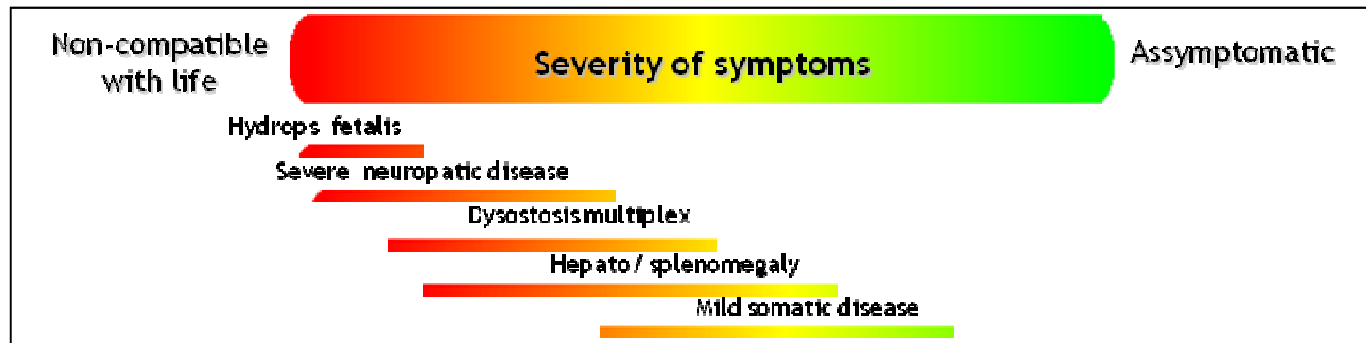 Non-compatible
with life
Severity of symptoms
Assymptomatic
Hydrops fetalis
Severe neuropatic disease
Dysostosis multiplex
Hepato / splenomegaly
Mild somatic disease